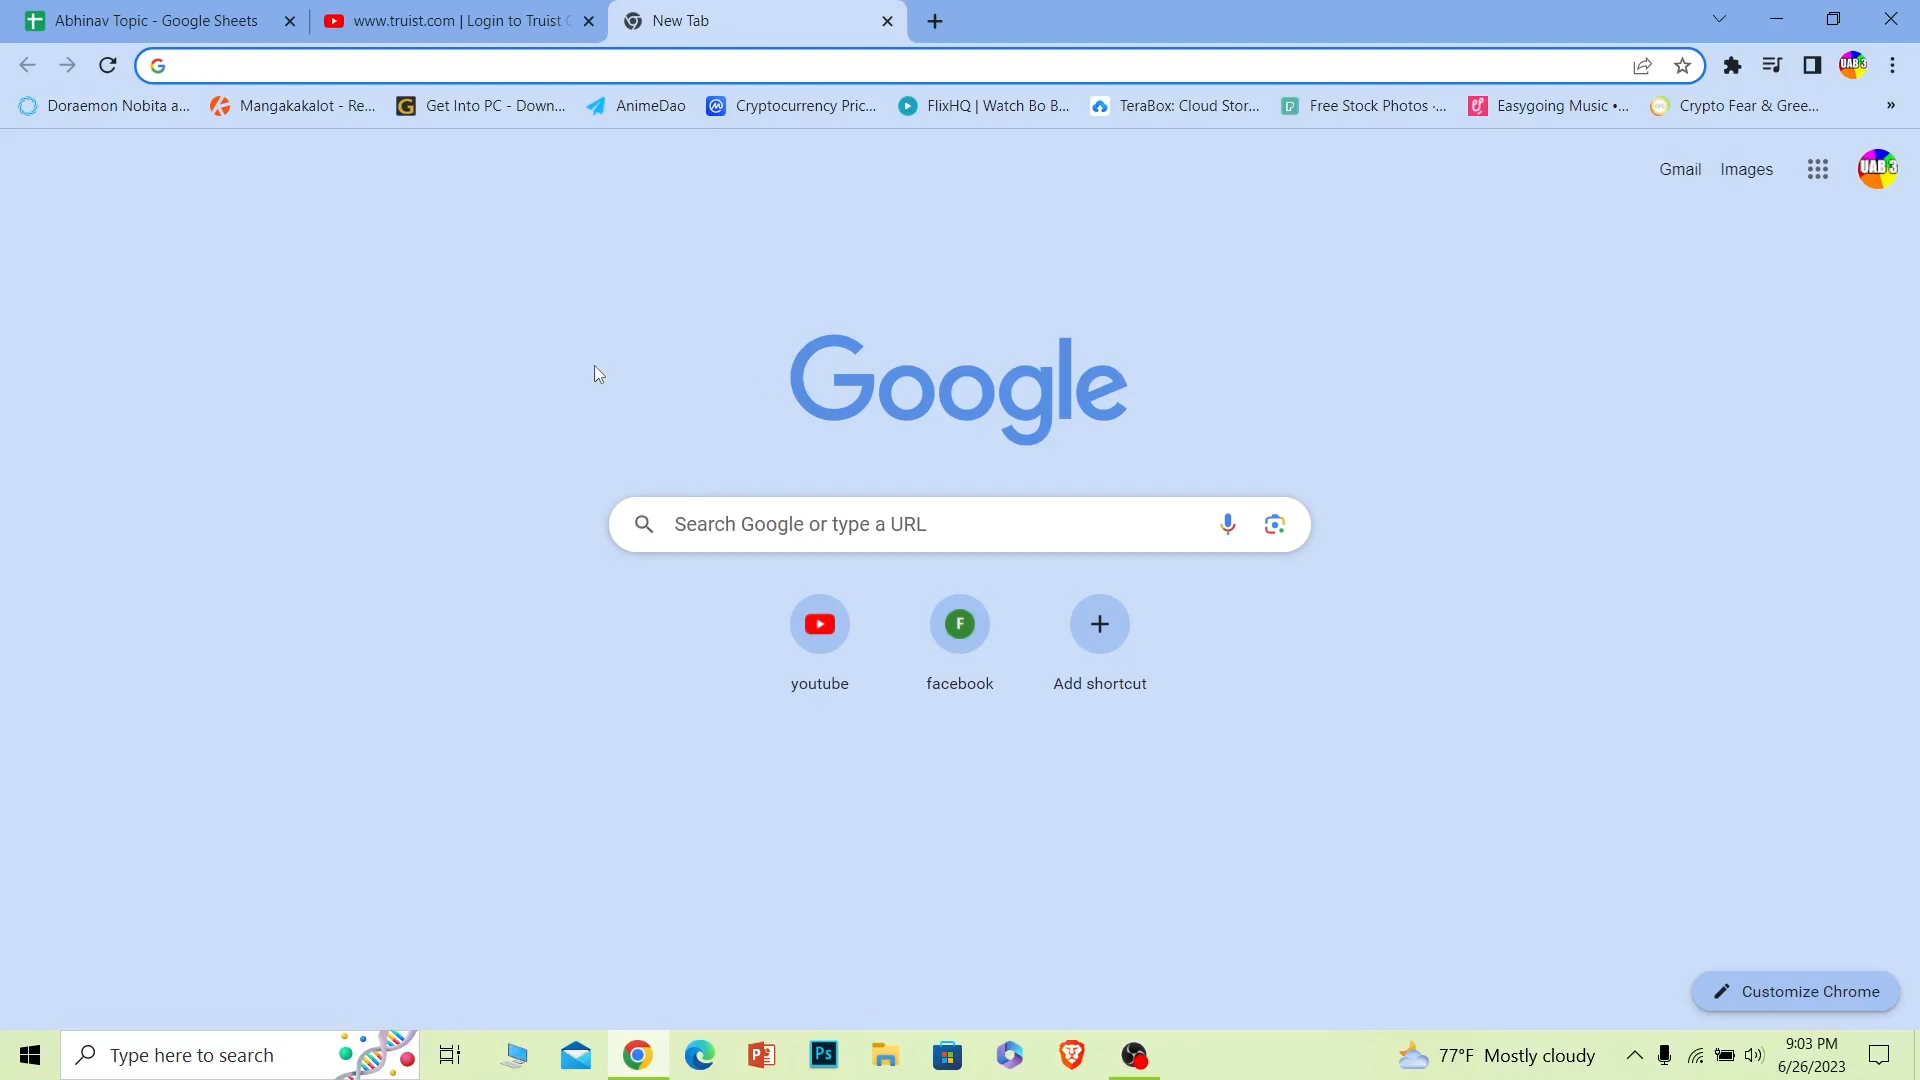 Abhinav Topic - Google Sheets
www.truist.com | Login to Truist
New Tab
Doraemon Nobita a...
Mangakakalot - Re...
Get Into PC - Down...
AnimeDao
Cryptocurrency Pric...
FlixHQ | Watch Bo B...
TeraBox: Cloud Stor...
Free Stock Photos ·...
Easygoing Music •...
Crypto Fear & Gree...
»
Gmail
Images
UAB 3
Google
Search Google or type a URL
F
youtube
facebook
Add shortcut
Customize Chrome
Type here to search
Ps
77°F Mostly cloudy
9:03 PM
6/26/2023